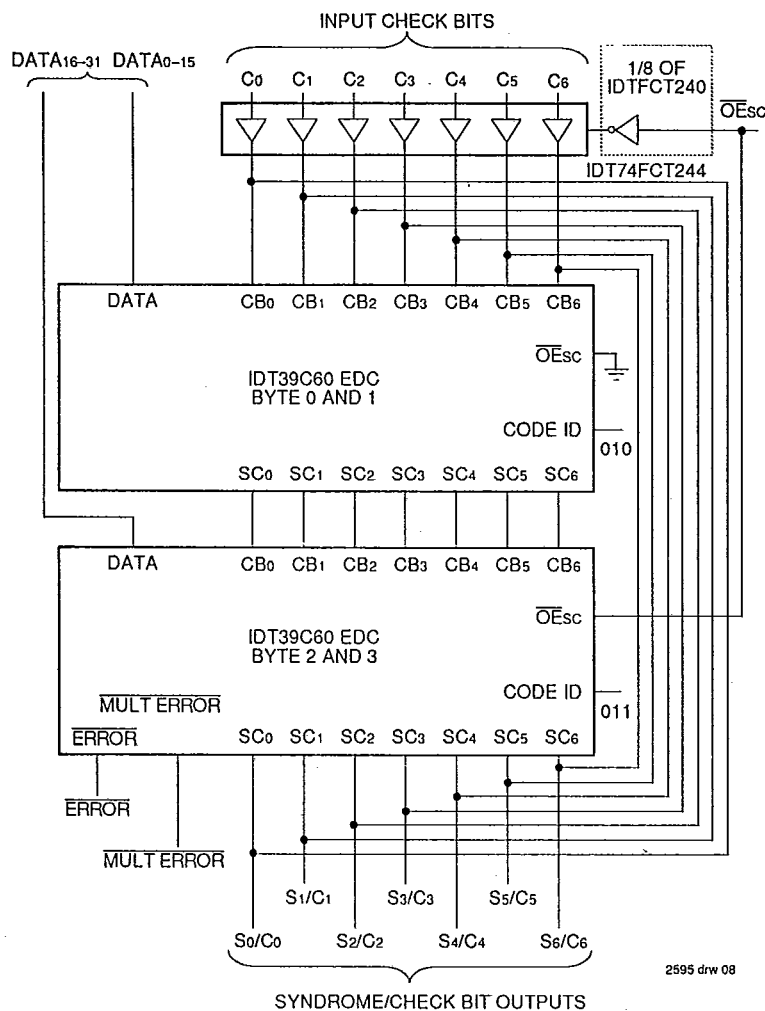 INPUT CHECK BITS
DATA16–31 DATA0–15
C0 C1 C2 C3 C4 C5 C6
1/8 OF
IDTFCT240
OEsc
IDT74FCT244
DATA CB0 CB1 CB2 CB3 CB4 CB5 CB6
OEsc
IDT39C60 EDC
BYTE 0 AND 1
CODE ID
010
SC0 SC1 SC2 SC3 SC4 SC5 SC6
DATA CB0 CB1 CB2 CB3 CB4 CB5 CB6
OEsc
IDT39C60 EDC
BYTE 2 AND 3
CODE ID
011
MULT ERROR
ERROR SC0 SC1 SC2 SC3 SC4 SC5 SC6
ERROR
MULT ERROR
S1/C1 S3/C3 S5/C5
S0/C0 S2/C2 S4/C4 S6/C6
2595 drw 08
SYNDROME/CHECK BIT OUTPUTS